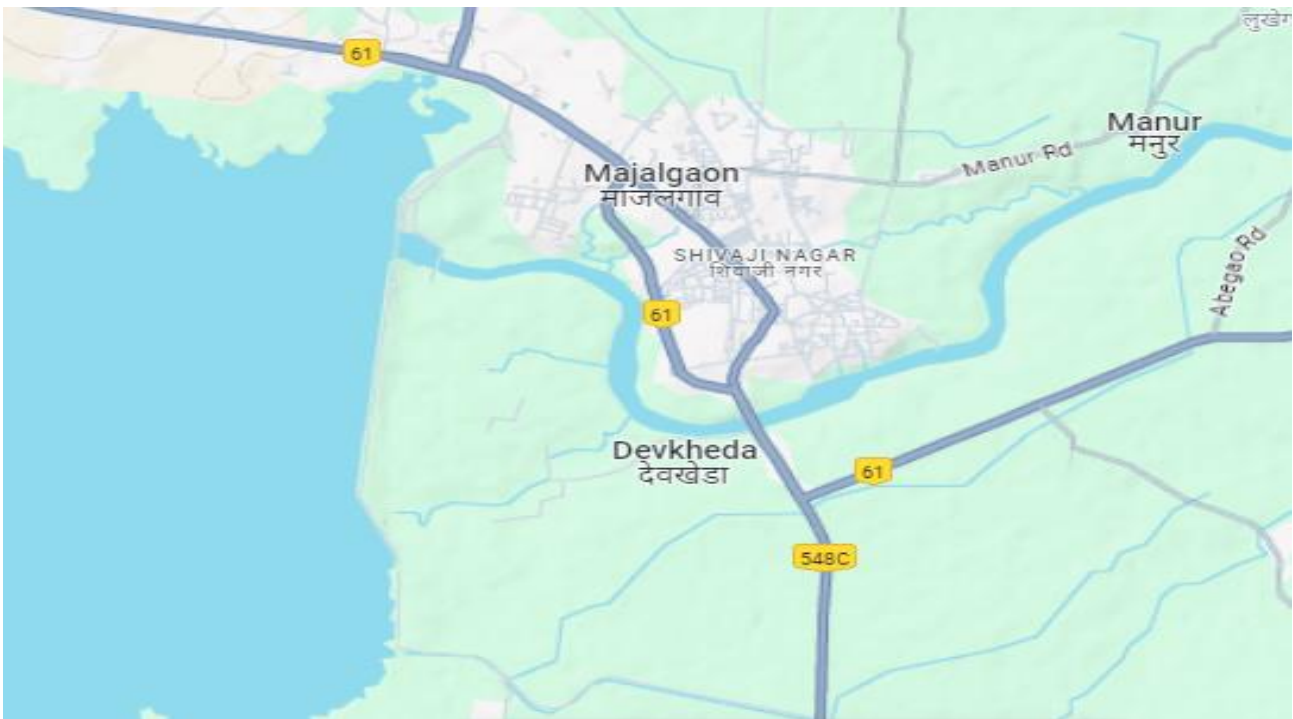 लुखेग
61
Manur
मनुर
Manur Rd
Majalgaon
माजलगाव
SHIVAJI NAGAR
शिवाजी नगर
Abegao Rd
61
Devkheda
देवखेडा
61
548C